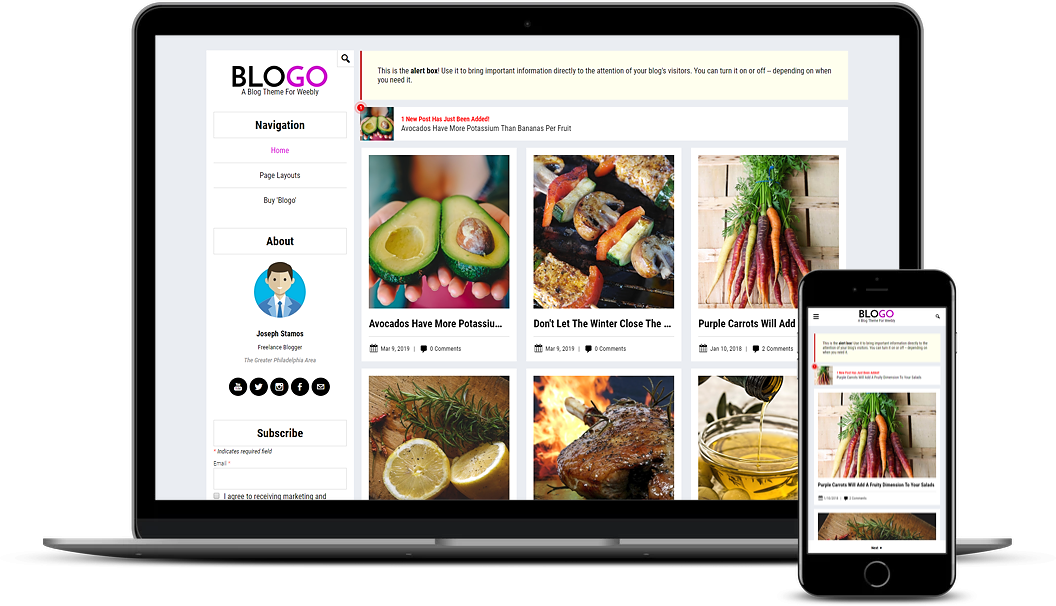 BLOGO
A Blog Theme For Weebly
Navigation
Home
Page Layouts
Buy 'Blogo'
About
Joseph Stamos
Freelance Blogger
The Greater Philadelphia Area
Subscribe
* Indicates required field
Email *
I agree to receiving marketing and
This is the alert box! Use it to bring important information directly to the attention of your blog's visitors. You can turn it on or off – depending on when
you need it.
1
1 New Post Has Just Been Added!
Avocados Have More Potassium Than Bananas Per Fruit
Avocados Have More Potassiu...
Mar 9, 2019 | 0 Comments
Don't Let The Winter Close The ...
Mar 9, 2019 | 0 Comments
Purple Carrots Will Add
Jan 10, 2018 | 2 Comments
BLOGO
A Blog Theme For Weebly
This is the alert box! Use it to bring important information directly to the
attention of your blog's visitors. You can turn it on or off – depending on
when you need it.
1 New Post Has Just Been Added!
Purple Carrots Will Add A Fruity Dimension To Your Salads
Purple Carrots Will Add A Fruity Dimension To Your Salads
1/10/2018 | 2 Comments
Next